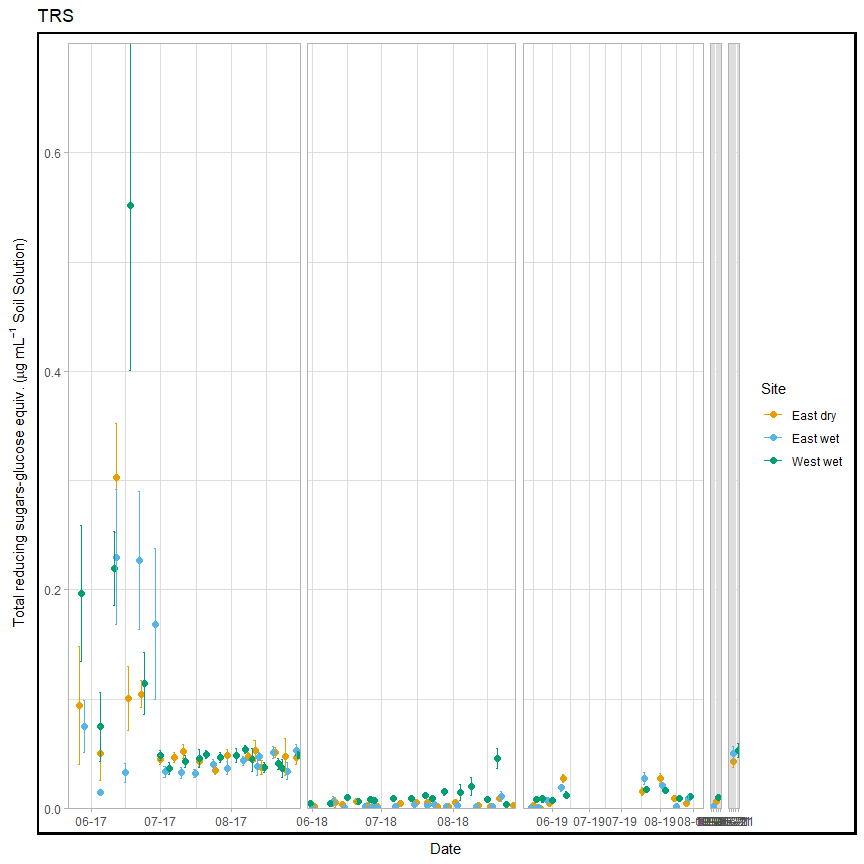 TRS
Total reducing sugars-glucose equiv. (µg mL⁻¹ Soil Solution)
0.6
0.4
0.2
0.0
06-17 07-17 08-17 06-18 07-18 08-18 06-19 07-19 07-19 08-19
Date
Site
East dry
East wet
West wet